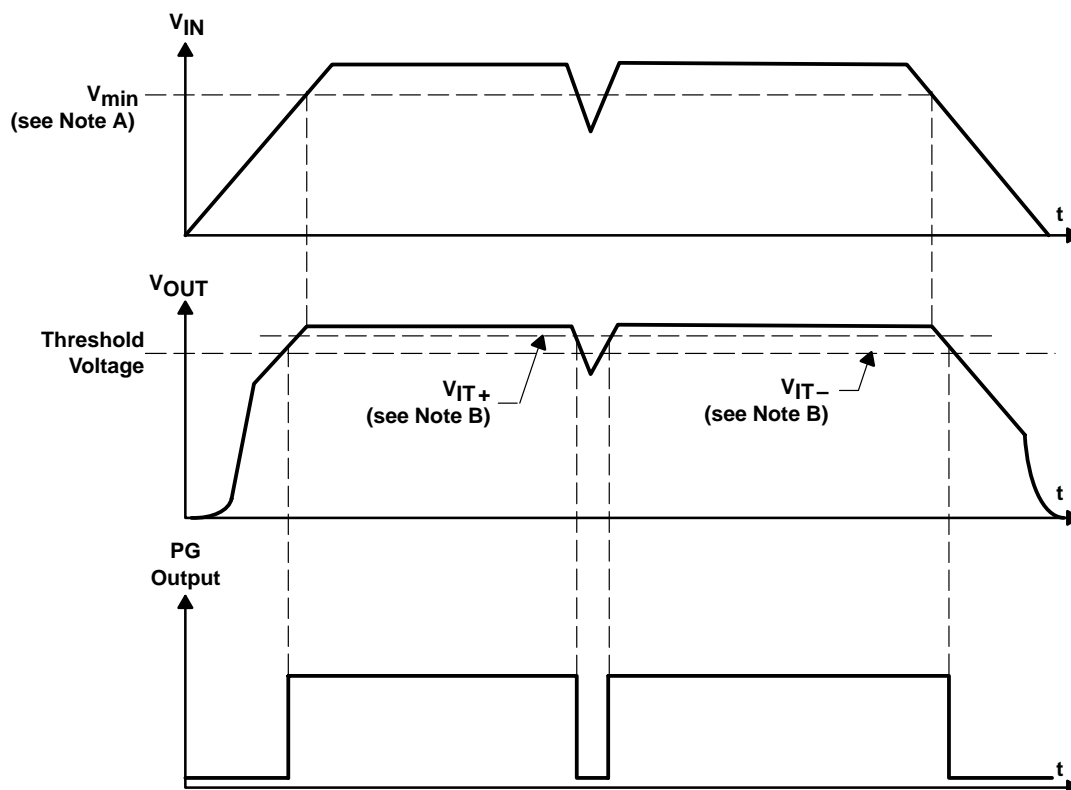 VIN
Vmin
(see Note A)
t
VOUT
Threshold
Voltage
VIT+
(see Note B)
VIT–
(see Note B)
t
PG
Output
t